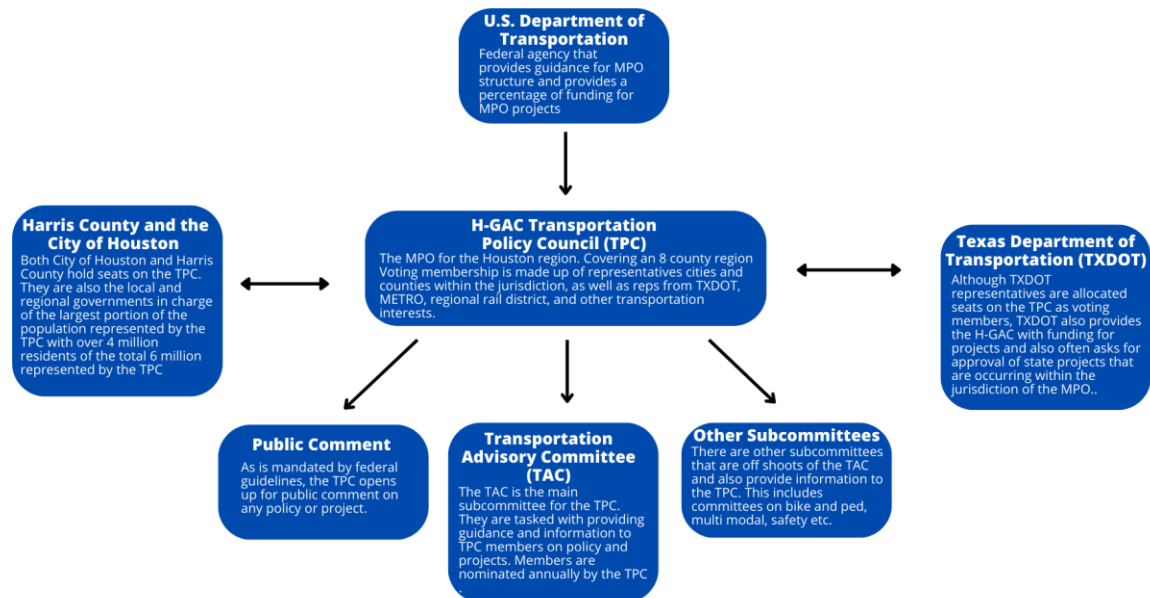 U.S. Department of
Transportation
Federal agency that
provides guidance for MPO
structure and provides a
percentage of funding for
MPO projects
Harris County and the
City of Houston
Both City of Houston and Harris
County hold seats on the TPC.
They are also the local and
regional governments in charge
of the largest portion of the
population represented by the
TPC with over 4 million
residents of the total 6 million
represented by the TPC
H-GAC Transportation
Policy Council (TPC)
The MPO for the Houston region. Covering an 8 county region
Voting membership is made up of representatives cities and
counties within the jurisdiction, as well as reps from TXDOT,
METRO, regional rail district, and other transportation
interests.
Texas Department of
Transportation (TXDOT)
Although TXDOT
representatives are allocated
seats on the TPC as voting
members, TXDOT also provides
the H-GAC with funding for
projects and also often asks for
approval of state projects that
are occurring within the
jurisdiction of the MPO..
Public Comment
As is mandated by federal
guidelines, the TPC opens
up for public comment on
any policy or project.
Transportation
Advisory Committee
(TAC)
The TAC is the main
subcommittee for the TPC.
They are tasked with providing
guidance and information to
TPC members on policy and
projects. Members are
nominated annually by the TPC
.
Other Subcommittees
There are other subcommittees
that are off shoots of the TAC
and also provide information to
the TPC. This includes
committees on bike and ped,
multi modal, safety etc.